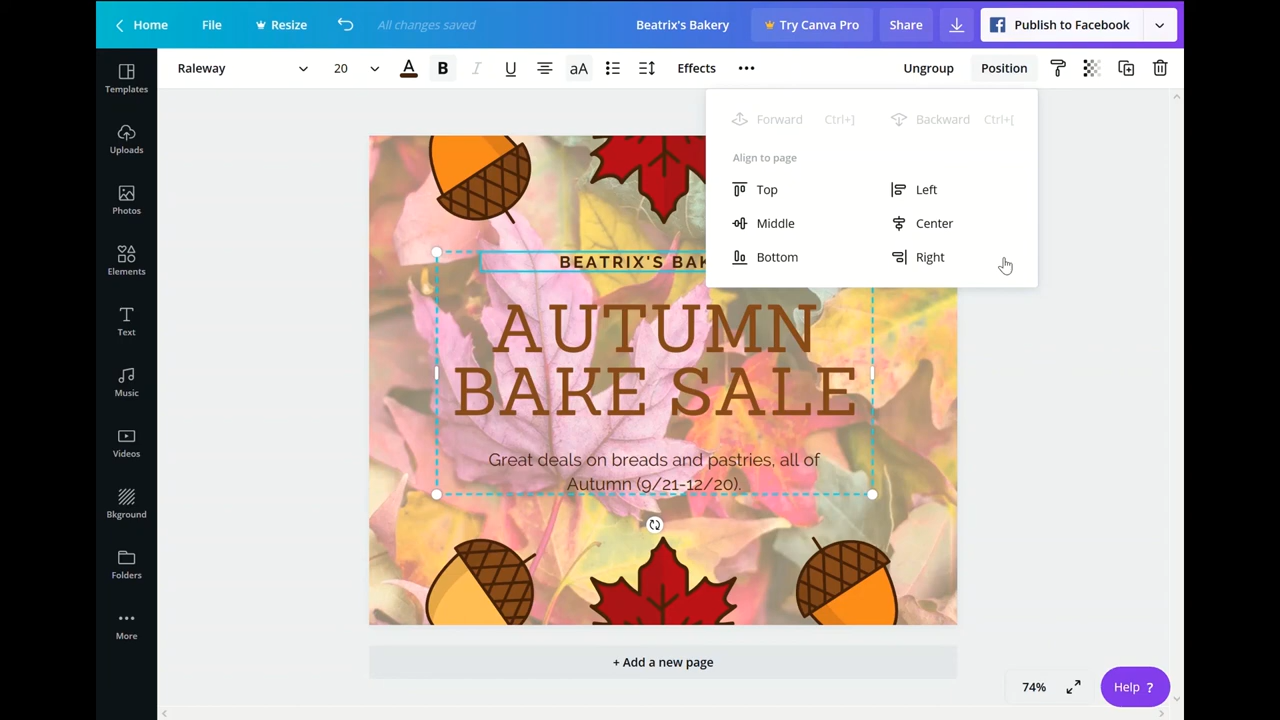 Home File Resize All changes saved Beatrix's Bakery Try Canva Pro Share Publish to Facebook
Raleway 20 A B I U aA Effects ••• Ungroup Position
Templates
Uploads
Photos
Elements
Text
Music
Videos
Bkground
Folders
More
Forward Ctrl+] Backward Ctrl+[
Align to page
Top Left
Middle Center
Bottom Right
BEATRIX'S BAK
AUTUMN
BAKE SALE
Great deals on breads and pastries, all of
Autumn (9/21-12/20).
+ Add a new page
74% Help ?